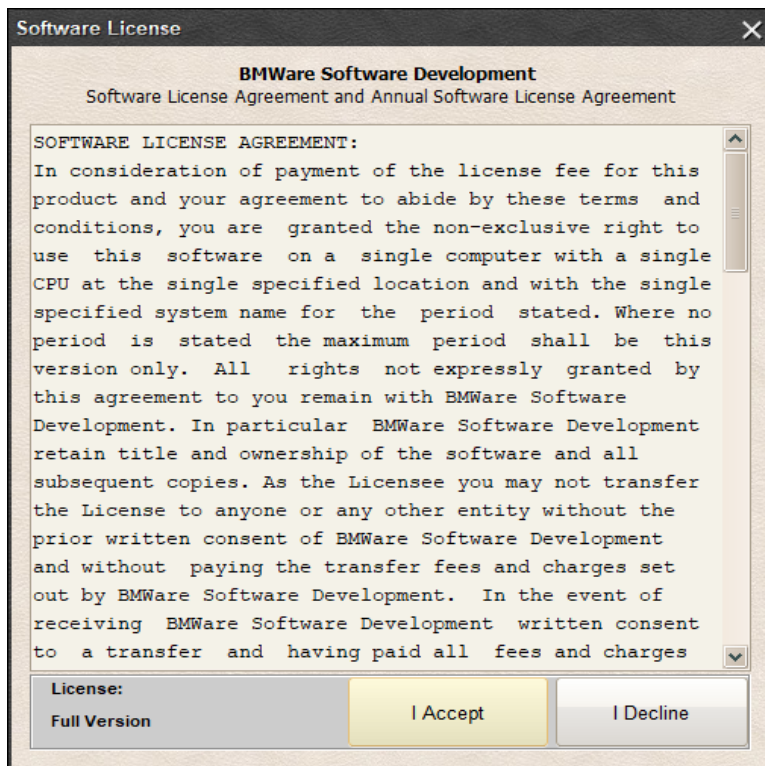 Software License
BMWare Software Development
Software License Agreement and Annual Software License Agreement
SOFTWARE LICENSE AGREEMENT:
In consideration of payment of the license fee for this
product and your agreement to abide by these terms and
conditions, you are granted the non-exclusive right to
use this software on a single computer with a single
CPU at the single specified location and with the single
specified system name for the period stated. Where no
period is stated the maximum period shall be this
version only. All rights not expressly granted by
this agreement to you remain with BMWare Software
Development. In particular BMWare Software Development
retain title and ownership of the software and all
subsequent copies. As the Licensee you may not transfer
the License to anyone or any other entity without the
prior written consent of BMWare Software Development
and without paying the transfer fees and charges set
out by BMWare Software Development. In the event of
receiving BMWare Software Development written consent
to a transfer and having paid all fees and charges
License:
Full Version
I Accept
I Decline